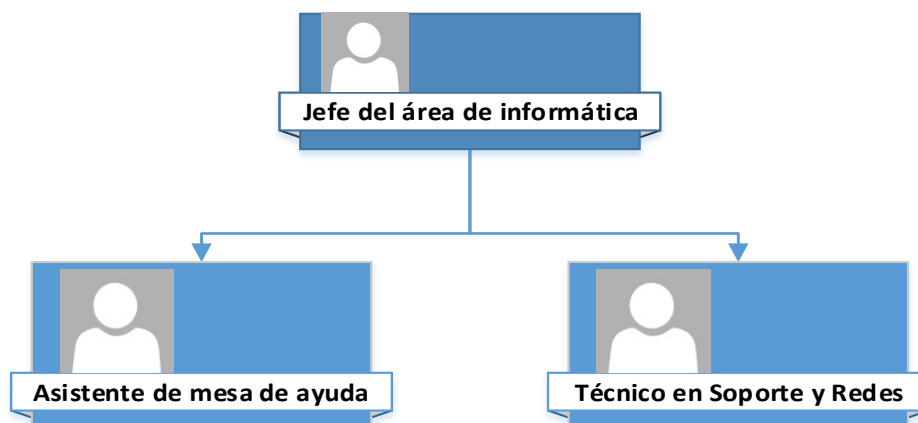 Jefe del área de informática
Asistente de mesa de ayuda
Técnico en Soporte y Redes